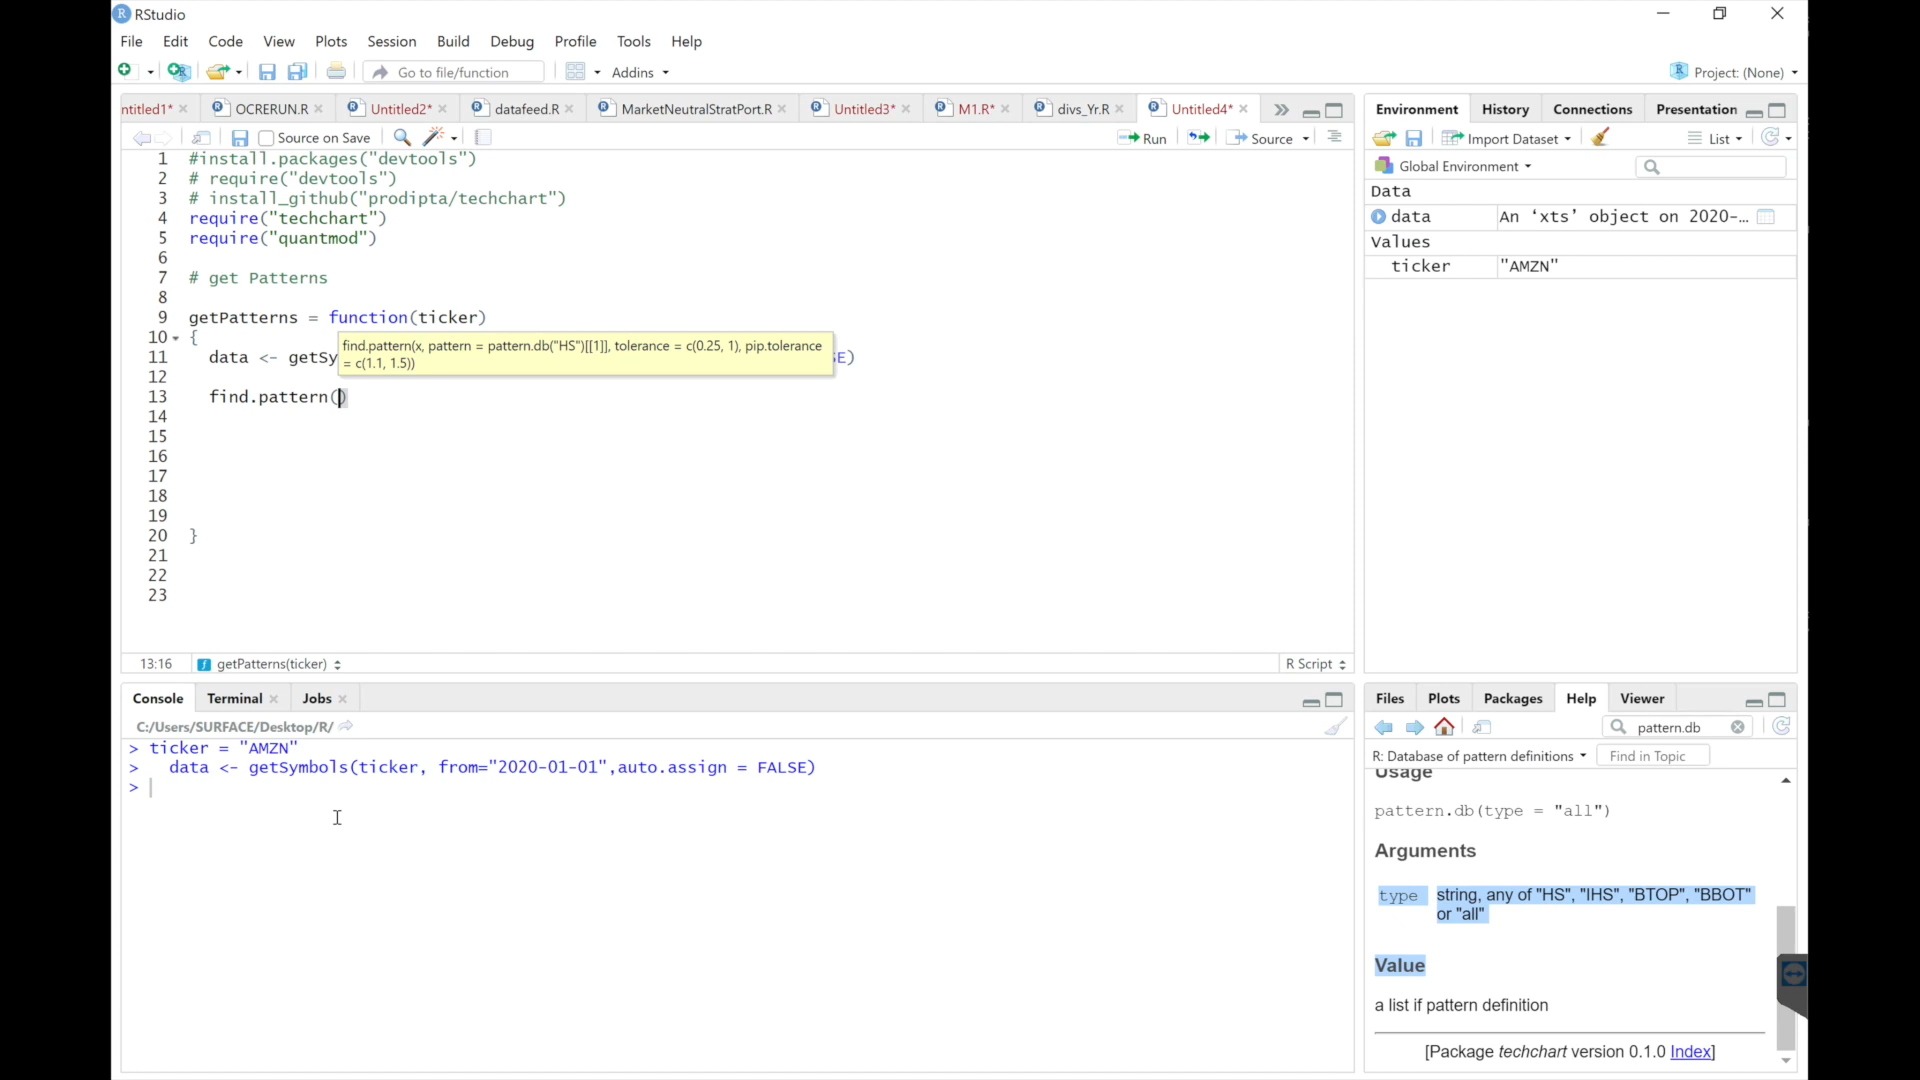 RStudio
File Edit Code View Plots Session Build Debug Profile Tools Help
Go to file/function Addins Project: (None)
ntitled1* OCRERUN.R Untitled2* datafeed.R MarketNeutralStratPort.R Untitled3* M1.R* divs_Yr.R Untitled4*
Source on Save Run Source
1 #install.packages("devtools")
2 # require("devtools")
3 # install_github("prodipta/techchart")
4 require("techchart")
5 require("quantmod")
6
7 # get Patterns
8
9 getPatterns = function(ticker)
10 {
find.pattern(x, pattern = pattern.db("HS")[[1]], tolerance = c(0.25, 1), pip.tolerance
= c(1.1, 1.5))
11 data <- getSy E)
12
13 find.pattern()
14
15
16
17
18
19
20 }
21
22
23
13:16 getPatterns(ticker) R Script
Console Terminal Jobs
C:/Users/SURFACE/Desktop/R/
> ticker = "AMZN"
> data <- getSymbols(ticker, from="2020-01-01",auto.assign = FALSE)
>
Environment History Connections Presentation
Import Dataset List
Global Environment
Data
data An ‘xts’ object on 2020-…
Values
ticker "AMZN"
Files Plots Packages Help Viewer
pattern.db
R: Database of pattern definitions Find in Topic
Usage
pattern.db(type = "all")
Arguments
type string, any of "HS", "IHS", "BTOP", "BBOT"
or "all"
Value
a list if pattern definition
[Package techchart version 0.1.0 Index]